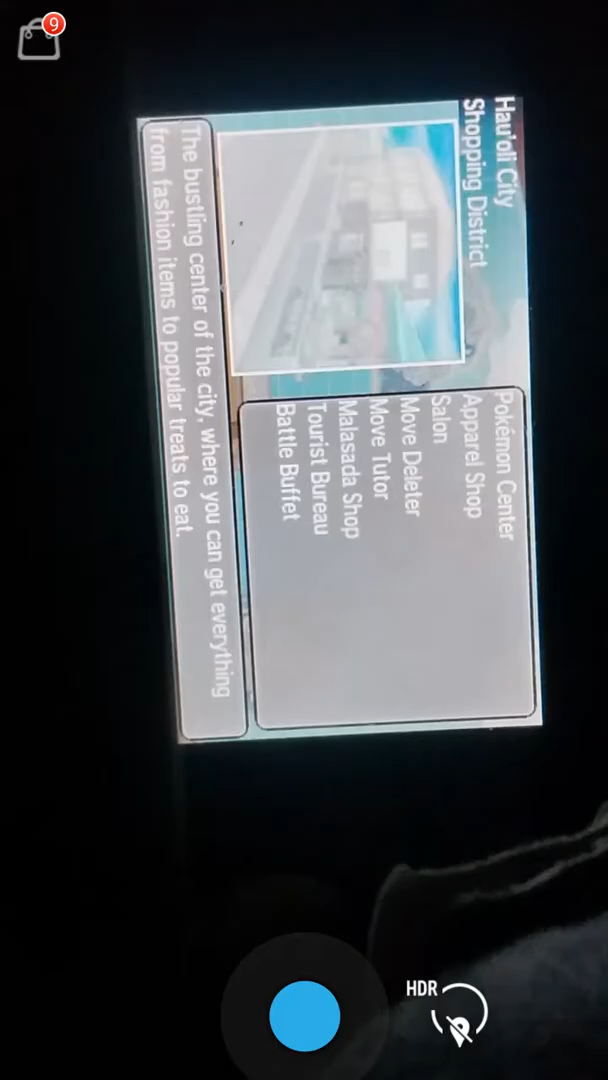 9
Hau'oli City
Shopping District
Pokémon Center
Apparel Shop
Salon
Move Deleter
Move Tutor
Malasada Shop
Tourist Bureau
Battle Buffet
The bustling center of the city, where you can get everything
from fashion items to popular treats to eat.
HDR